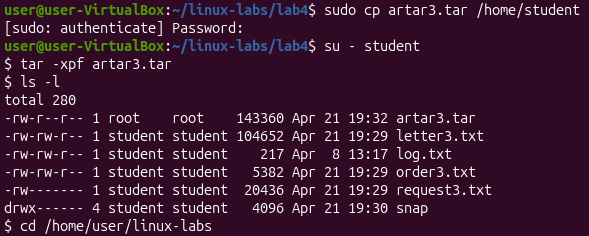 user@user-VirtualBox:~/linux-labs/lab4$ sudo cp artar3.tar /home/student
[sudo: authenticate] Password:
user@user-VirtualBox:~/linux-labs/lab4$ su - student
$ tar -xpf artar3.tar
$ ls -l
total 280
-rw-r--r-- 1 root    root    143360 Apr 21 19:32 artar3.tar
-rw-rw-r-- 1 student student 104652 Apr 21 19:29 letter3.txt
-rw-rw-r-- 1 student student    217 Apr  8 13:17 log.txt
-rw-rw-r-- 1 student student   5382 Apr 21 19:29 order3.txt
-rw------- 1 student student  20436 Apr 21 19:29 request3.txt
drwx------ 4 student student   4096 Apr 21 19:30 snap
$ cd /home/user/linux-labs